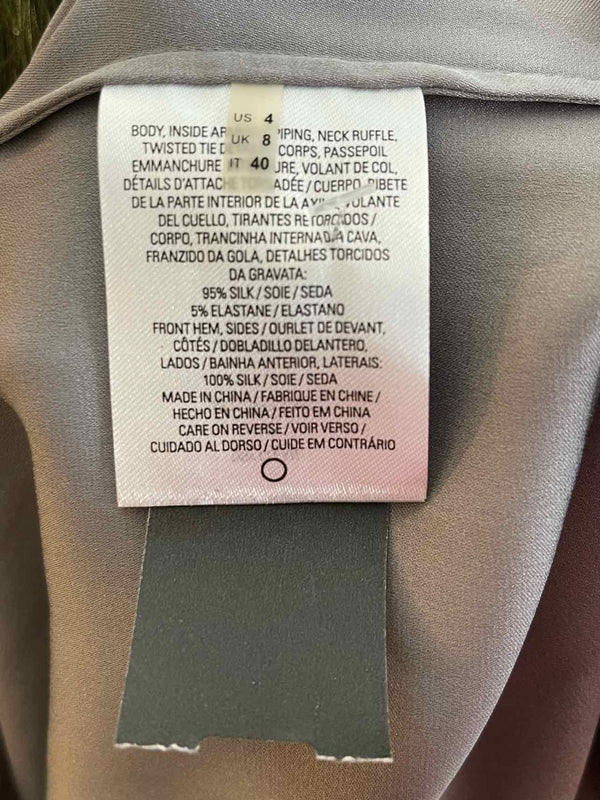 US 4
UK 8
IT 40
BODY, INSIDE IPING, NECK RUFFLE,
TWISTED TIE CORPS, PASSEPOIL
EMMANCHURE URE, VOLANT DE COL,
DÉTAILS D'ATTACHE ADÉE / CUERPO, RIBETE
DE LA PARTE INTERIOR DE LA VOLANTE
DEL CUELLO, TIRANTES RETORCIDOS /
CORPO, TRANCINHA INTERNA DA CAVA,
FRANZIDO DA GOLA, DETALHES TORCIDOS
DA GRAVATA:
95% SILK / SOIE / SEDA
5% ELASTANE / ELASTANO
FRONT HEM, SIDES / OURLET DE DEVANT,
CÔTÉS / DOBLADILLO DELANTERO,
LADOS / BAINHA ANTERIOR, LATERAIS:
100% SILK / SOIE / SEDA
MADE IN CHINA / FABRIQUE EN CHINE /
HECHO EN CHINA / FEITO EM CHINA
CARE ON REVERSE / VOIR VERSO /
CUIDADO AL DORSO / CUIDE EM CONTRÁRIO